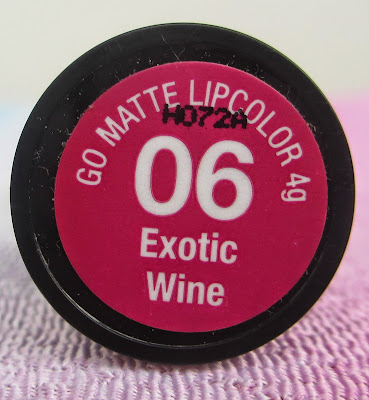 GO MATTE LIPCOLOR 4g
H072A
06
Exotic
Wine